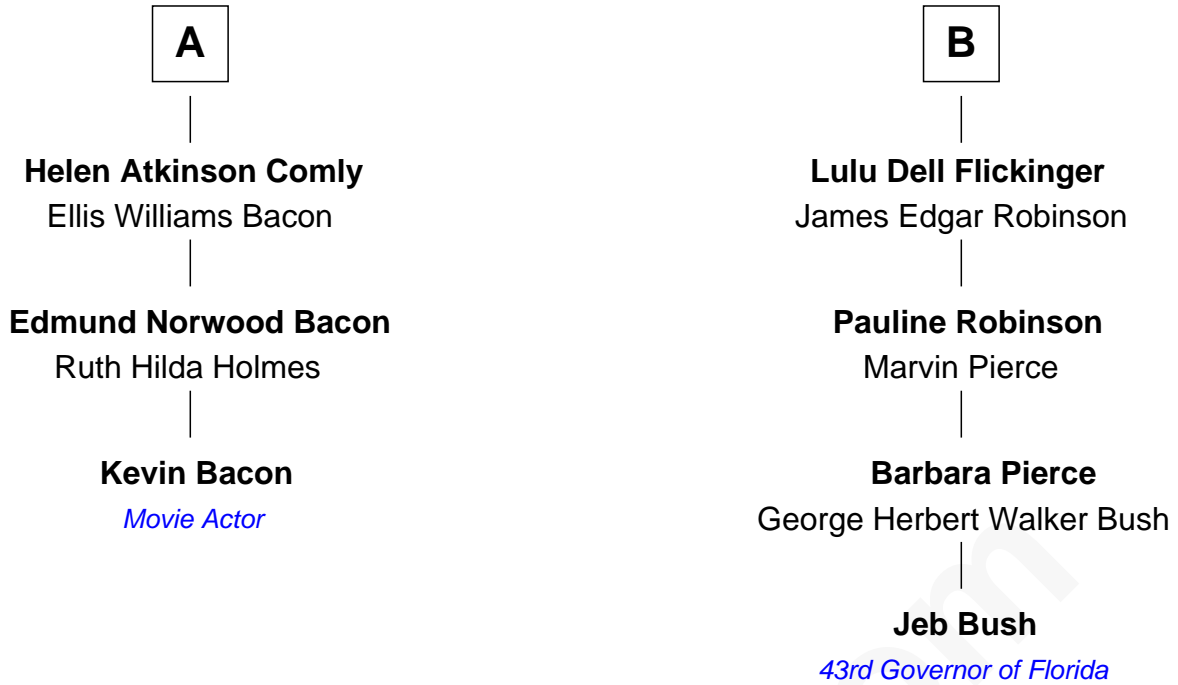 A
Helen Atkinson Comly
Ellis Williams Bacon
Edmund Norwood Bacon
Ruth Hilda Holmes
Kevin Bacon
Movie Actor
B
Lulu Dell Flickinger
James Edgar Robinson
Pauline Robinson
Marvin Pierce
Barbara Pierce
George Herbert Walker Bush
Jeb Bush
43rd Governor of Florida